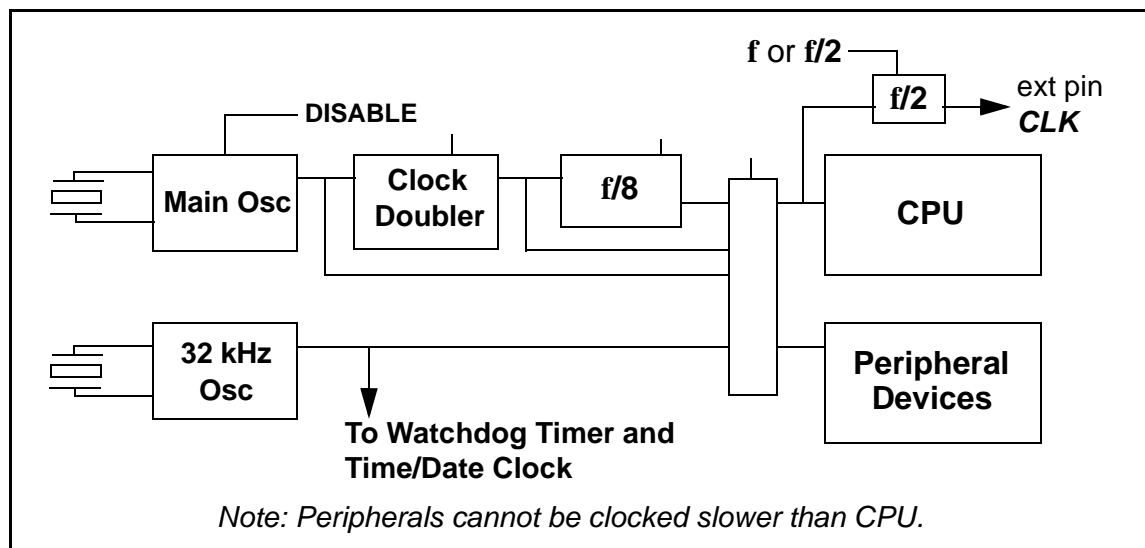 f or f/2
f/2
ext pin
CLK
DISABLE
Main Osc
Clock
Doubler
f/8
CPU
32 kHz
Osc
Peripheral
Devices
To Watchdog Timer and
Time/Date Clock
Note: Peripherals cannot be clocked slower than CPU.